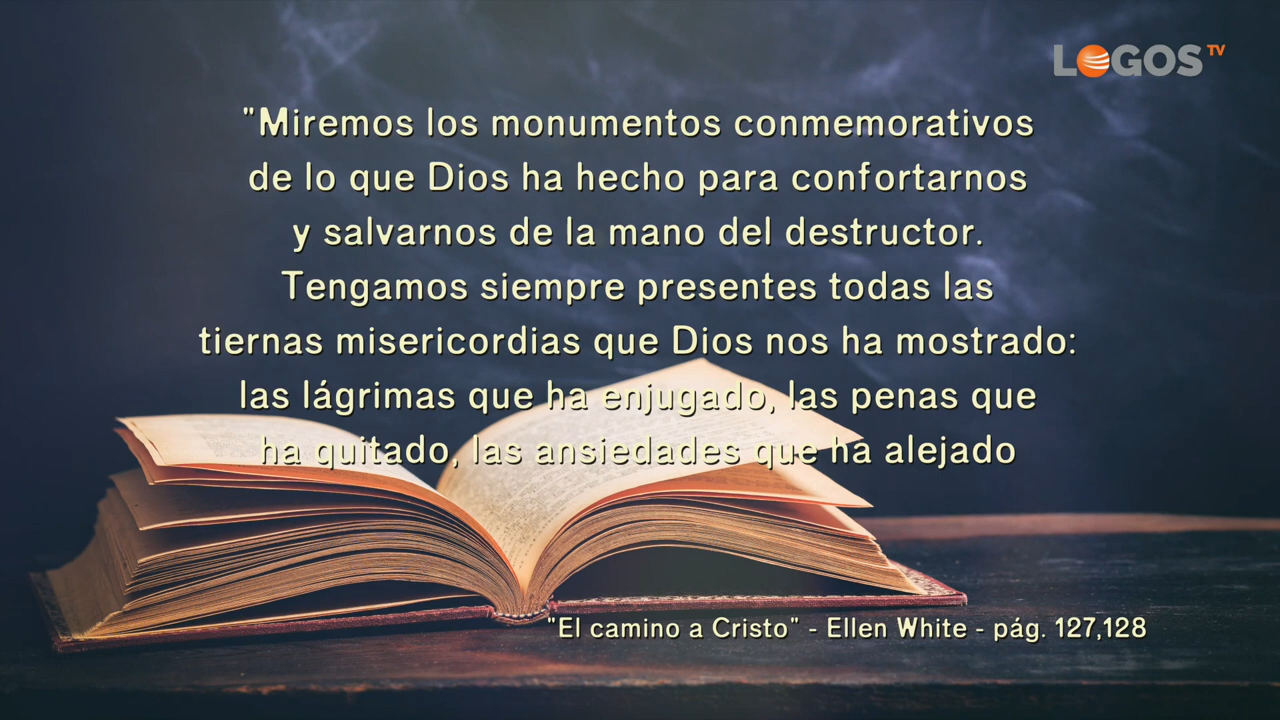 LOGOS TV
"Miremos los monumentos conmemorativos
de lo que Dios ha hecho para confortarnos
y salvarnos de la mano del destructor.
Tengamos siempre presentes todas las
tiernas misericordias que Dios nos ha mostrado:
las lágrimas que ha enjugado, las penas que
ha quitado, las ansiedades que ha alejado
"El camino a Cristo" - Ellen White - pág. 127,128